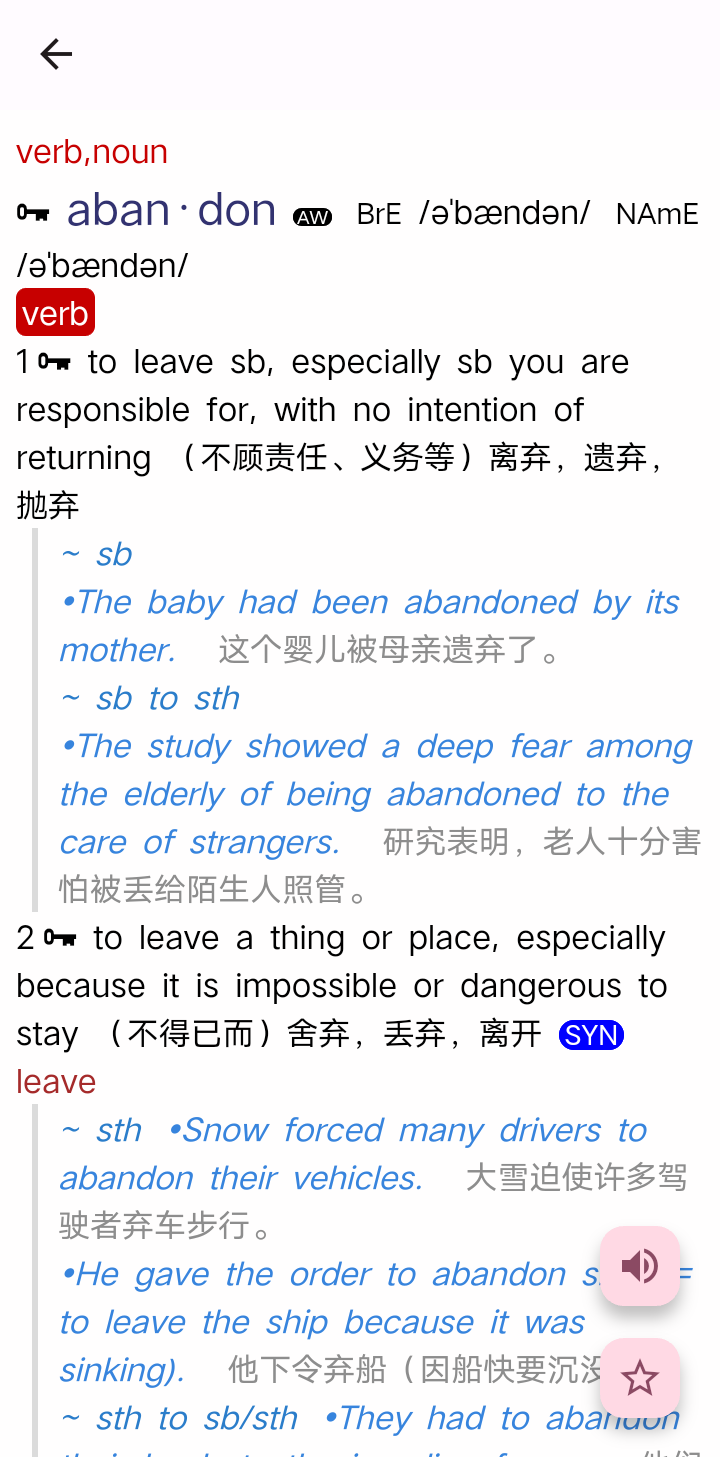 verb,noun
aban·don AW BrE /əˈbændən/ NAmE
/əˈbændən/
verb
1 to leave sb, especially sb you are
responsible for, with no intention of
returning （不顾责任、义务等）离弃，遗弃，
抛弃
~ sb
•The baby had been abandoned by its
mother. 这个婴儿被母亲遗弃了。
~ sb to sth
•The study showed a deep fear among
the elderly of being abandoned to the
care of strangers. 研究表明，老人十分害
怕被丢给陌生人照管。
2 to leave a thing or place, especially
because it is impossible or dangerous to
stay （不得已而）舍弃，丢弃，离开 SYN
leave
~ sth •Snow forced many drivers to
abandon their vehicles. 大雪迫使许多驾
驶者弃车步行。
•He gave the order to abandon
to leave the ship because it was
sinking). 他下令弃船（因船快要沉没
~ sth to sb/sth •They had to abandon